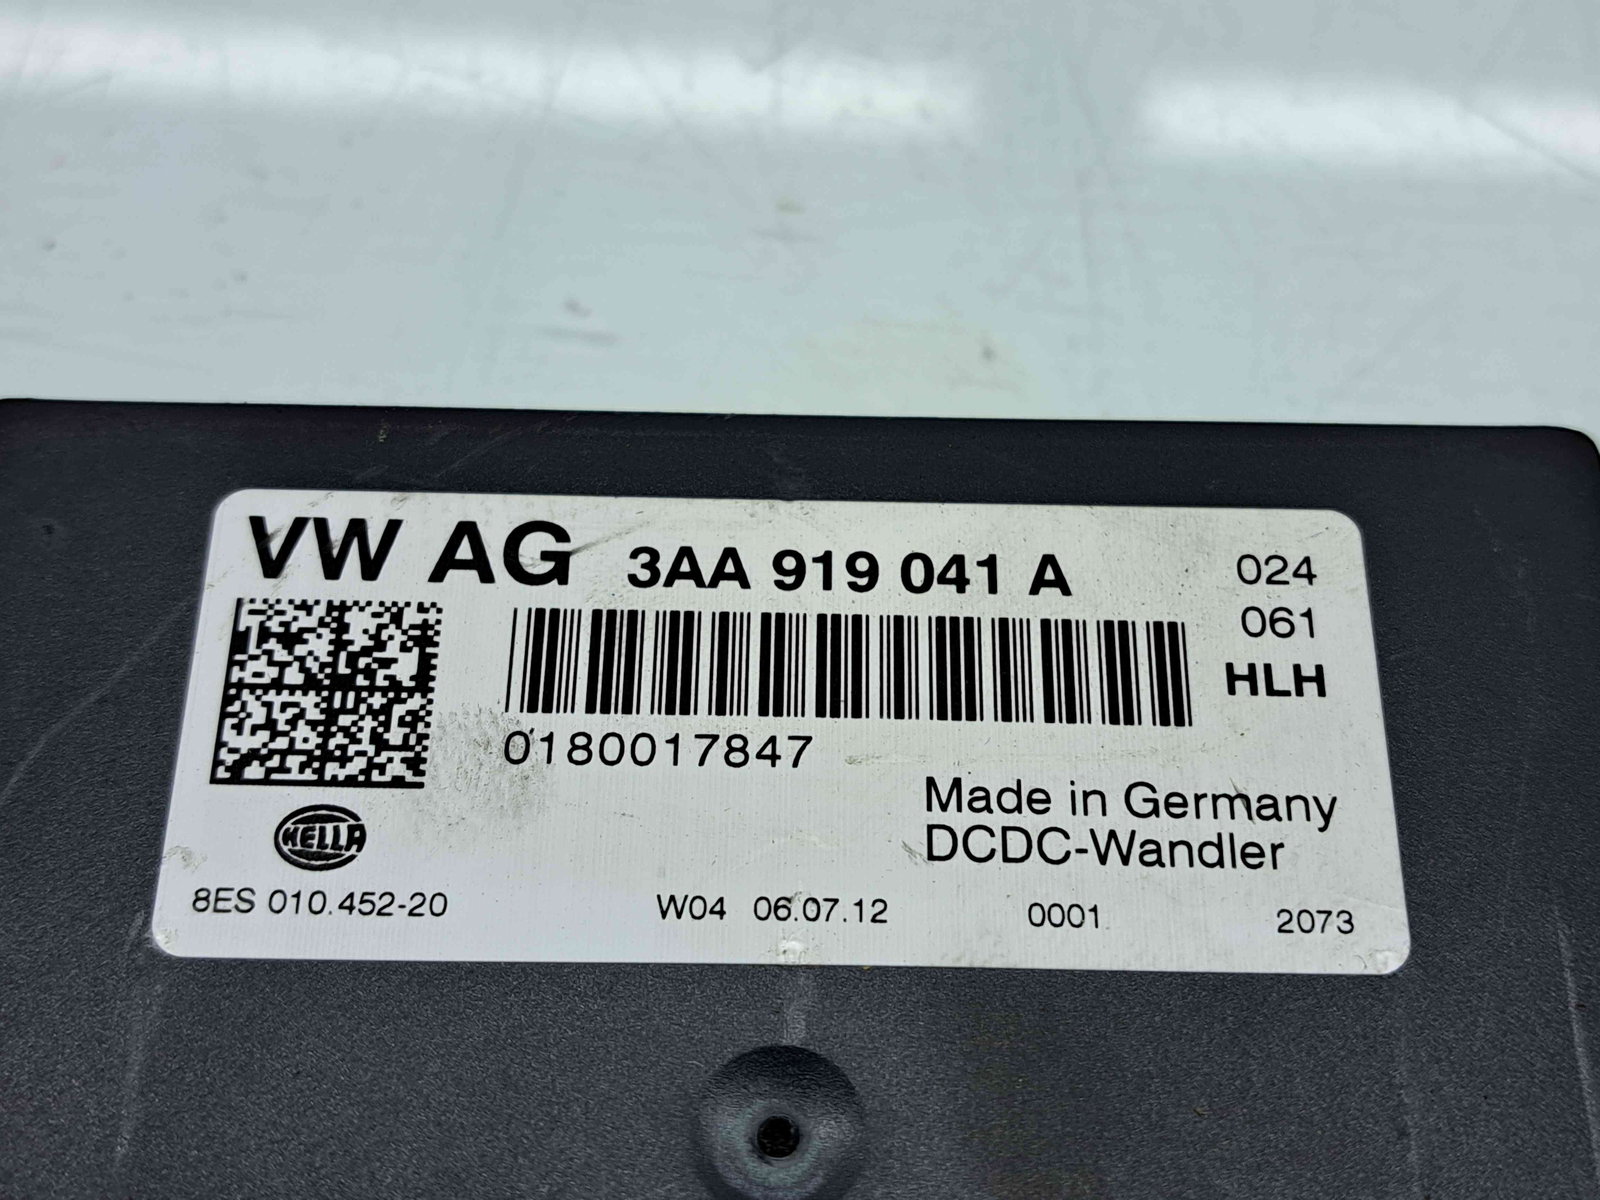 VW AG 3AA 919 041 A 024
061
HLH
0180017847
Made in Germany
DCDC-Wandler
HELLA
8ES 010.452-20 W04 06.07.12 0001 2073